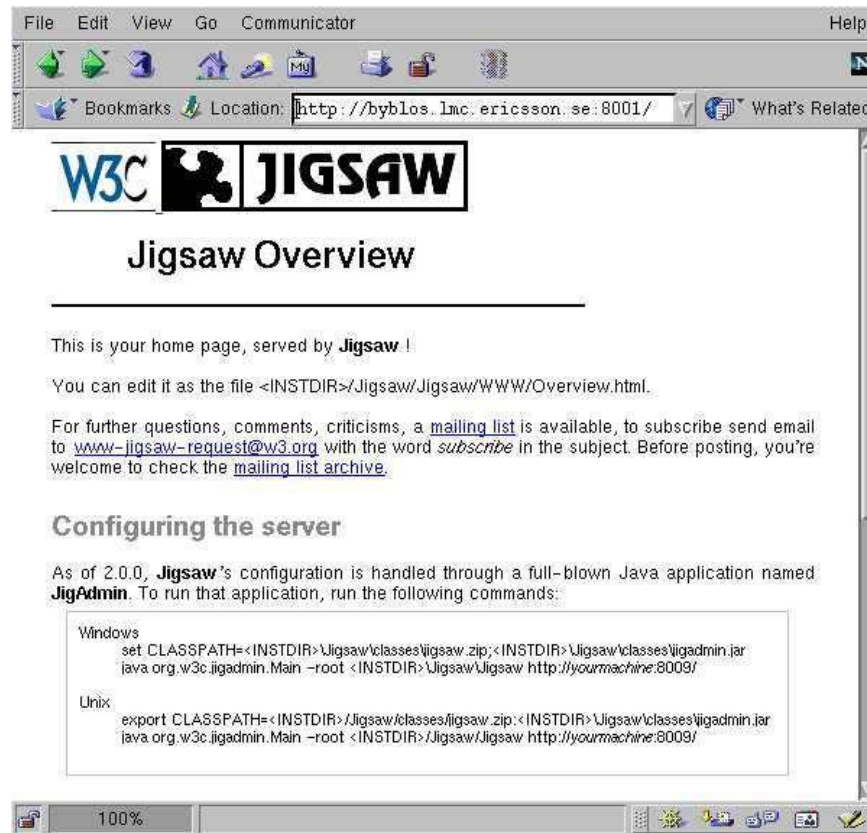 File Edit View Go Communicator Help
My N
Bookmarks Location: http://byblos.lmc.ericsson.se:8001/ What's Related
W3C JIGSAW
Jigsaw Overview
This is your home page, served by Jigsaw !
You can edit it as the file <INSTDIR>/Jigsaw/Jigsaw/WWW/Overview.html.
For further questions, comments, criticisms, a mailing list is available, to subscribe send email
to www-jigsaw-request@w3.org with the word subscribe in the subject. Before posting, you're
welcome to check the mailing list archive.
Configuring the server
As of 2.0.0, Jigsaw's configuration is handled through a full-blown Java application named
JigAdmin. To run that application, run the following commands:
Windows
set CLASSPATH=<INSTDIR>\Jigsaw\classes\jigsaw.zip;<INSTDIR>\Jigsaw\classes\jigadmin.jar
java org.w3c.jigadmin.Main -root <INSTDIR>\Jigsaw\Jigsaw http://yourmachine:8009/
Unix
export CLASSPATH=<INSTDIR>/Jigsaw/classes/jigsaw.zip:<INSTDIR>\Jigsaw\classes\jigadmin.jar
java org.w3c.jigadmin.Main -root <INSTDIR>/Jigsaw/Jigsaw http://yourmachine:8009/
100%